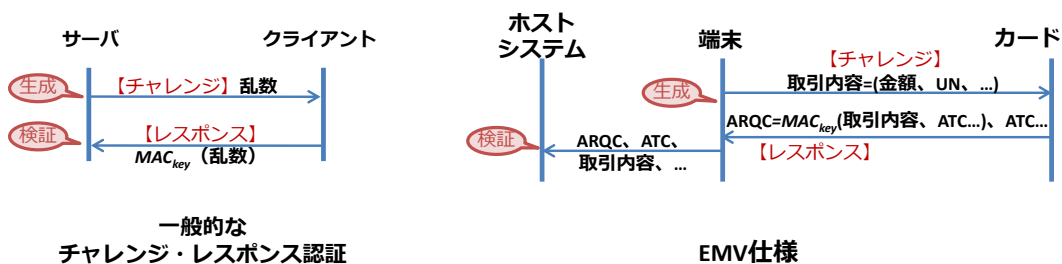 サーバ
クライアント
生成
【チャレンジ】乱数
検証
【レスポンス】
MACkey（乱数）
一般的な
チャレンジ・レスポンス認証
ホスト
システム
端末
カード
【チャレンジ】
生成
取引内容=(金額、UN、…)
ARQC=MACkey(取引内容、ATC…)、ATC…
【レスポンス】
検証
ARQC、ATC、
取引内容、…
EMV仕様